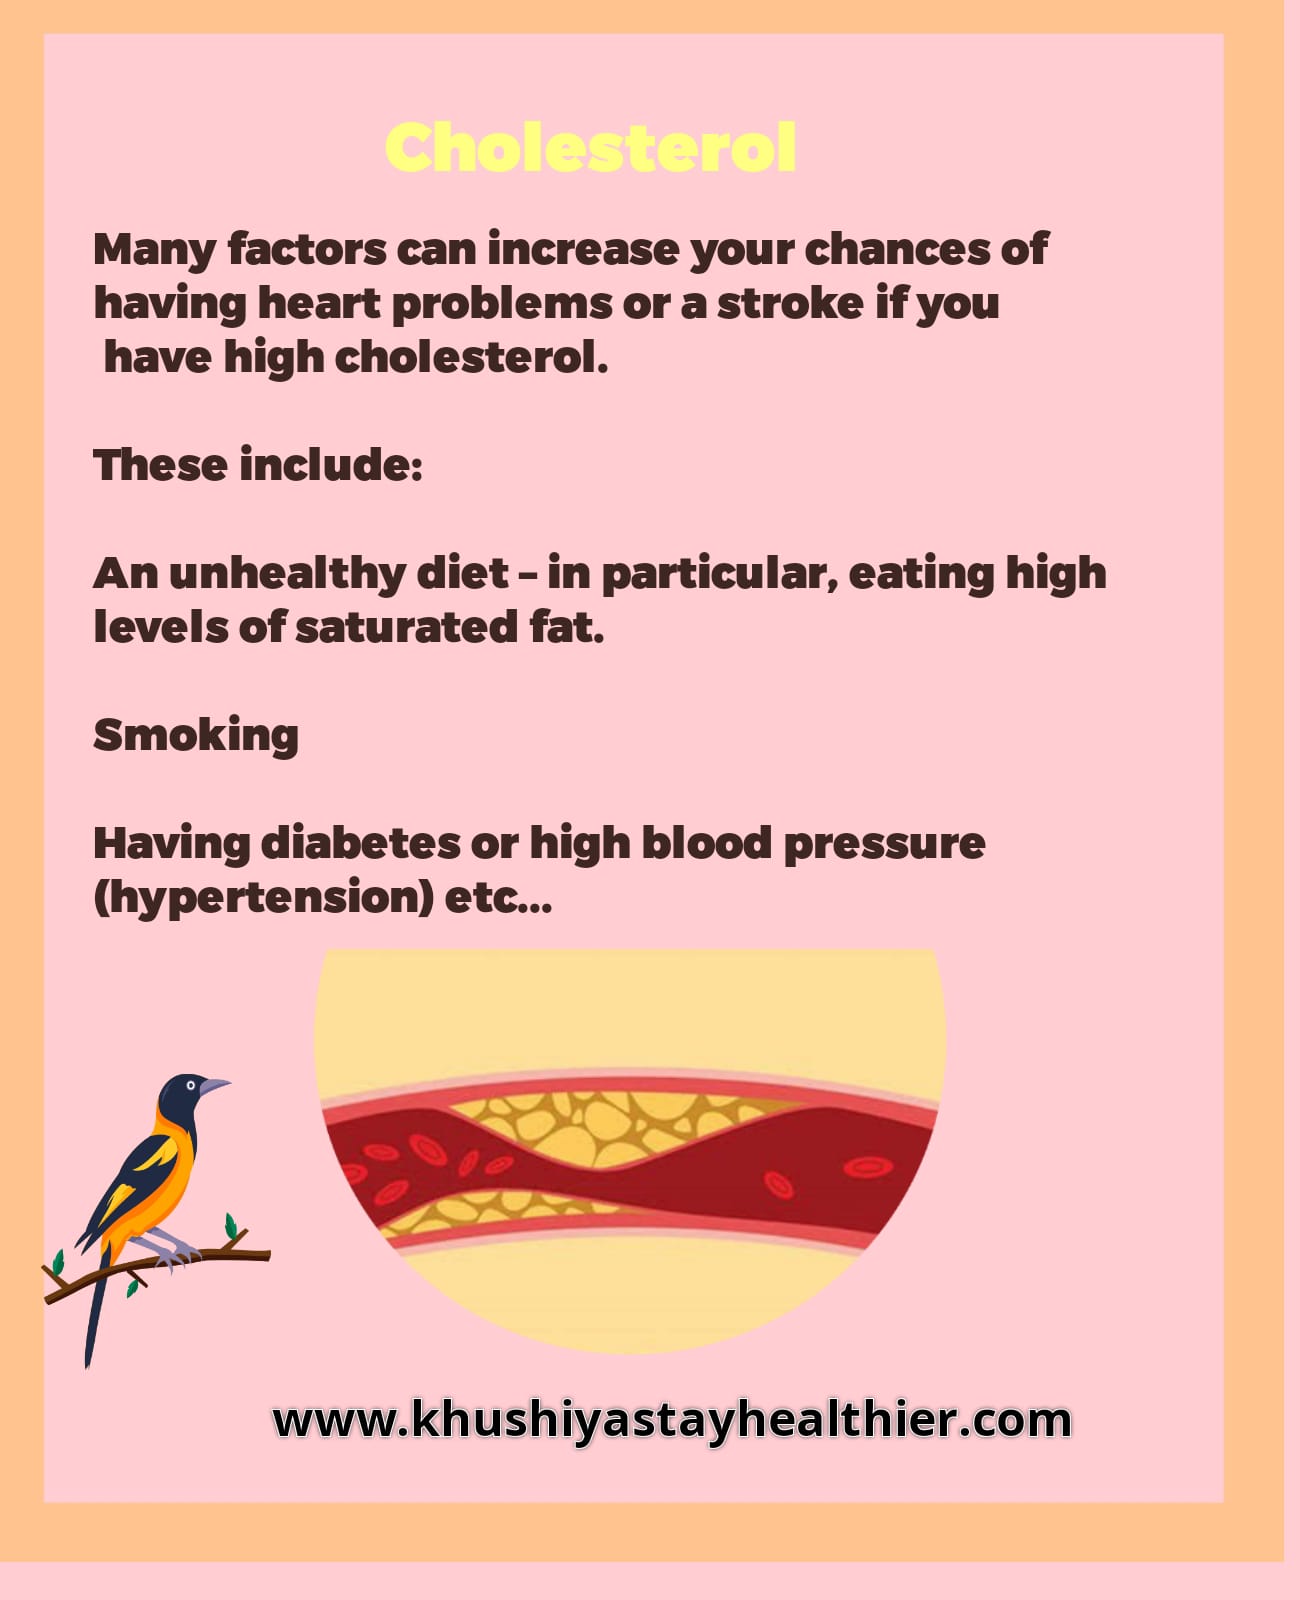 Cholesterol
Many factors can increase your chances of
having heart problems or a stroke if you
have high cholesterol.
These include:
An unhealthy diet – in particular, eating high
levels of saturated fat.
Smoking
Having diabetes or high blood pressure
(hypertension) etc...
www.khushiyastayhealthier.com